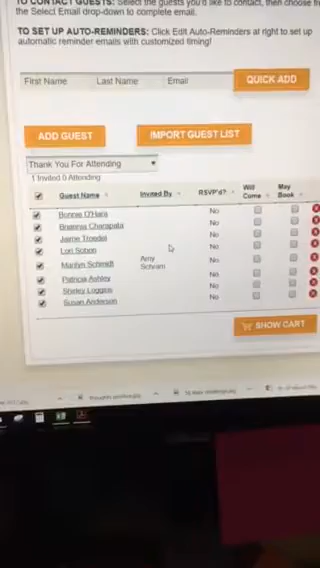 TO CONTACT GUESTS: Select the guests you'd like to contact, then choose
the Select Email drop-down to complete email.
TO SET UP AUTO-REMINDERS: Click Edit Auto-Reminders at right to set up
automatic reminder emails with customized timing!
First Name Last Name Email QUICK ADD
ADD GUEST IMPORT GUEST LIST
Thank You For Attending
1 Invited 0 Attending
Guest Name Invited By RSVP'd? Will Come May Book
Bonnie O'Hara No
Brianna Charapata No
Jayme Troedel No
Lori Sobon No
Marilyn Schmidt Amy Schram No
Patricia Ashley No
Shirley Loggins No
Susan Anderson No
SHOW CART